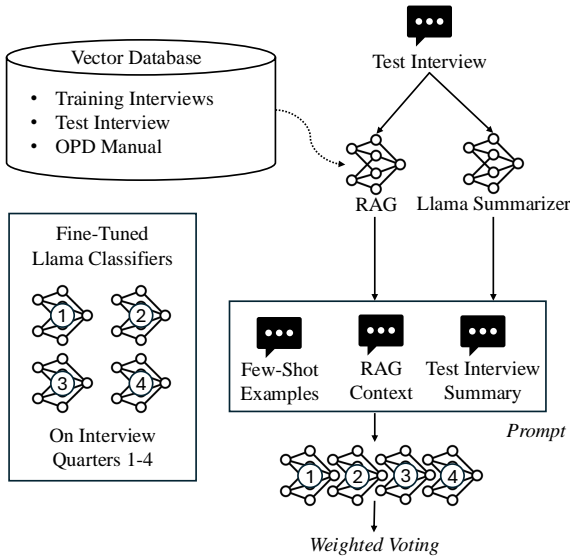 Test Interview
Vector Database
• Training Interviews
• Test Interview
• OPD Manual
RAG
Llama Summarizer
Fine-Tuned
Llama Classifiers
1
2
3
4
On Interview
Quarters 1-4
Few-Shot
Examples
RAG
Context
Test Interview
Summary
Prompt
1
2
3
4
Weighted Voting